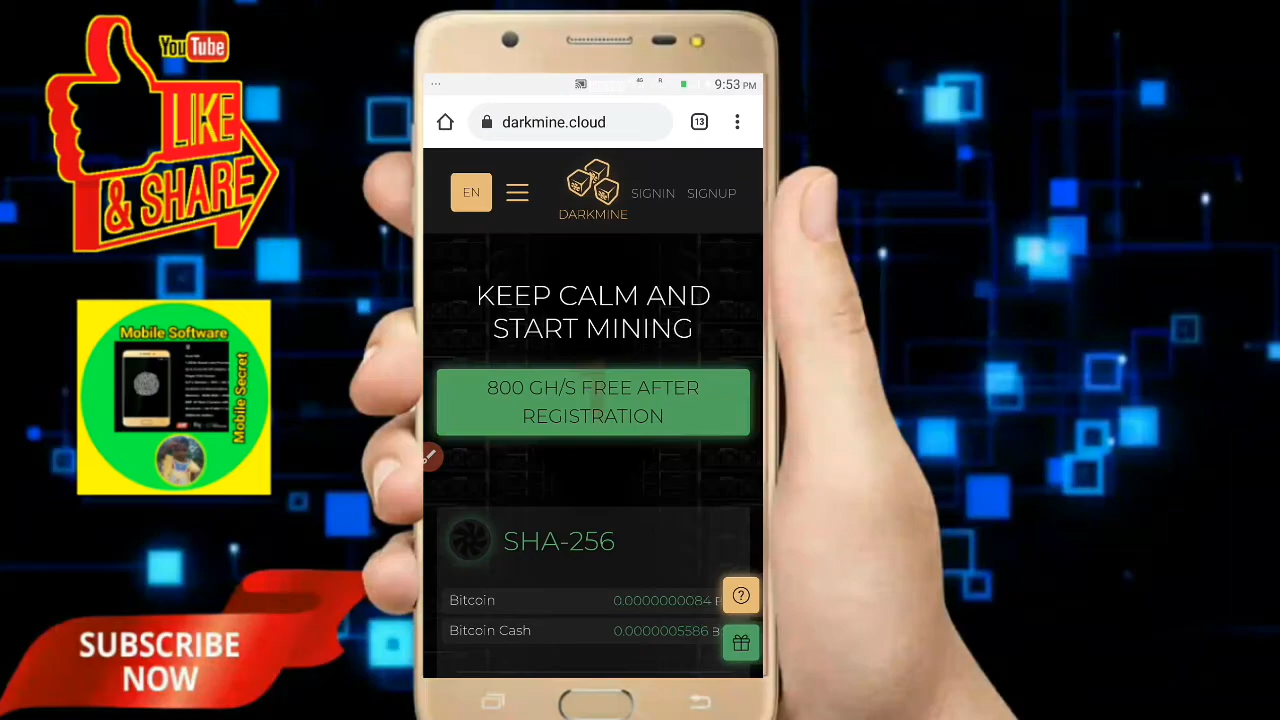 YouTube
LIKE
& SHARE
Mobile Software
Mobile Secret
SUBSCRIBE
NOW
9:53 PM
darkmine.cloud
13
EN
DARKMINE
SIGNIN
SIGNUP
KEEP CALM AND
START MINING
800 GH/S FREE AFTER
REGISTRATION
SHA-256
Bitcoin 0.0000000084
Bitcoin Cash 0.0000005586